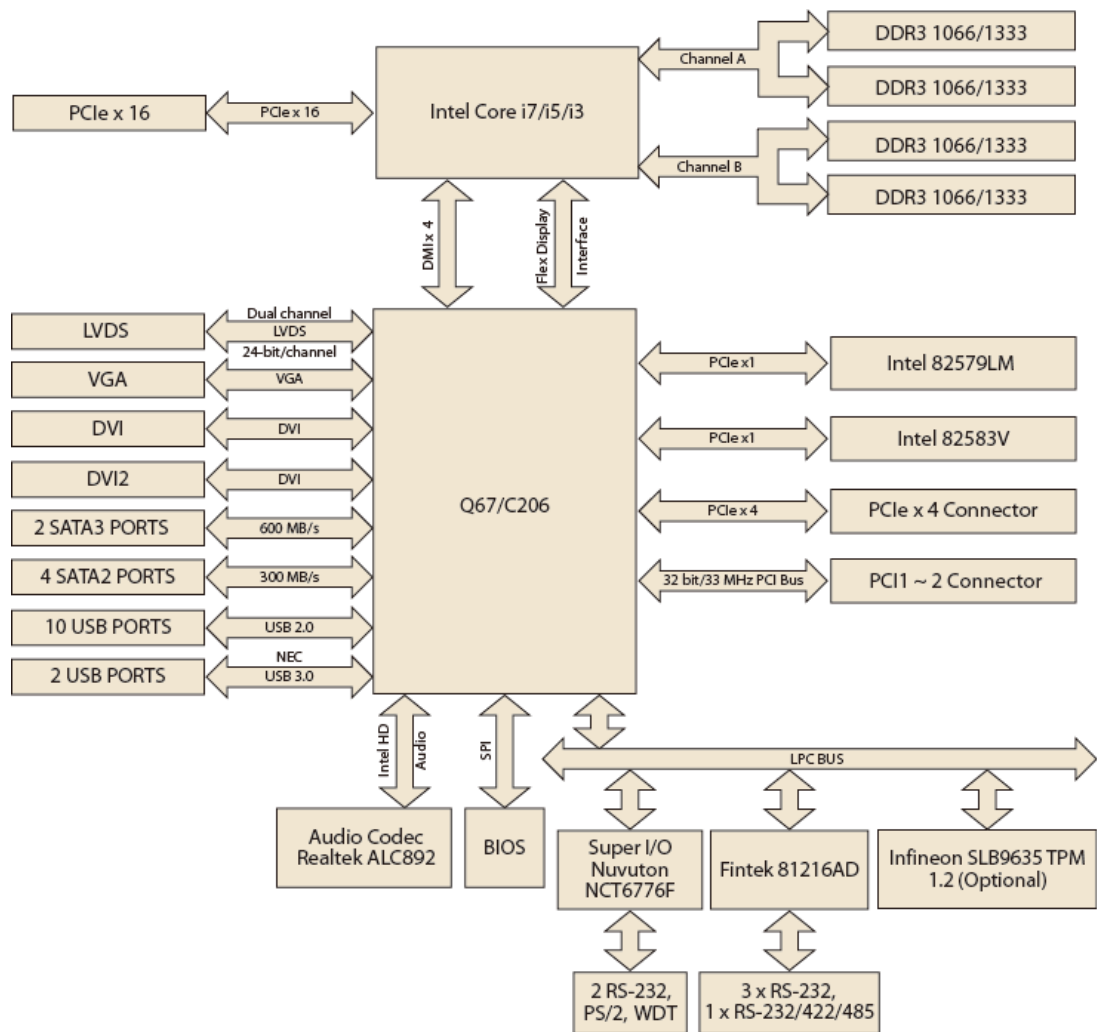 DDR3 1066/1333
Channel A
PCIe x 16
PCIe x 16
Intel Core i7/i5/i3
DDR3 1066/1333
DDR3 1066/1333
Channel B
DDR3 1066/1333
DMI x 4
Flex Display
Interface
LVDS
Dual channel
LVDS
24-bit/channel
VGA
VGA
DVI
DVI
DVI2
DVI
2 SATA3 PORTS
600 MB/s
4 SATA2 PORTS
300 MB/s
10 USB PORTS
USB 2.0
2 USB PORTS
NEC
USB 3.0
Q67/C206
PCIe x1
Intel 82579LM
PCIe x1
Intel 82583V
PCIe x 4
PCIe x 4 Connector
32 bit/33 MHz PCI Bus
PCI1 ~ 2 Connector
Intel HD
Audio
SPI
LPC BUS
Audio Codec
Realtek ALC892
BIOS
Super I/O
Nuvuton
NCT6776F
Fintek 81216AD
Infineon SLB9635 TPM
1.2 (Optional)
2 RS-232,
PS/2, WDT
3 x RS-232,
1 x RS-232/422/485